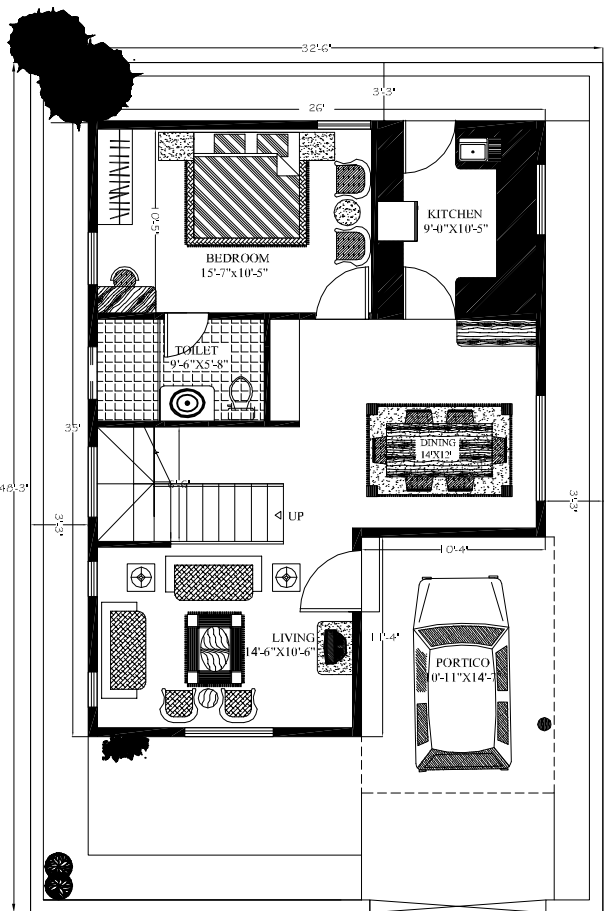 32'-6"
3'-3"
26'
KITCHEN
9'-0"X10'-5"
10'-5"
BEDROOM
15'-7"x10'-5"
TOILET
9'-6"X5'-8"
DINING
14'X12'
35'
48'-3"
3'-3"
3'-3"
UP
10'-4"
LIVING
14'-6"X10'-6"
11'-4"
PORTICO
10'-11"X14'-7"